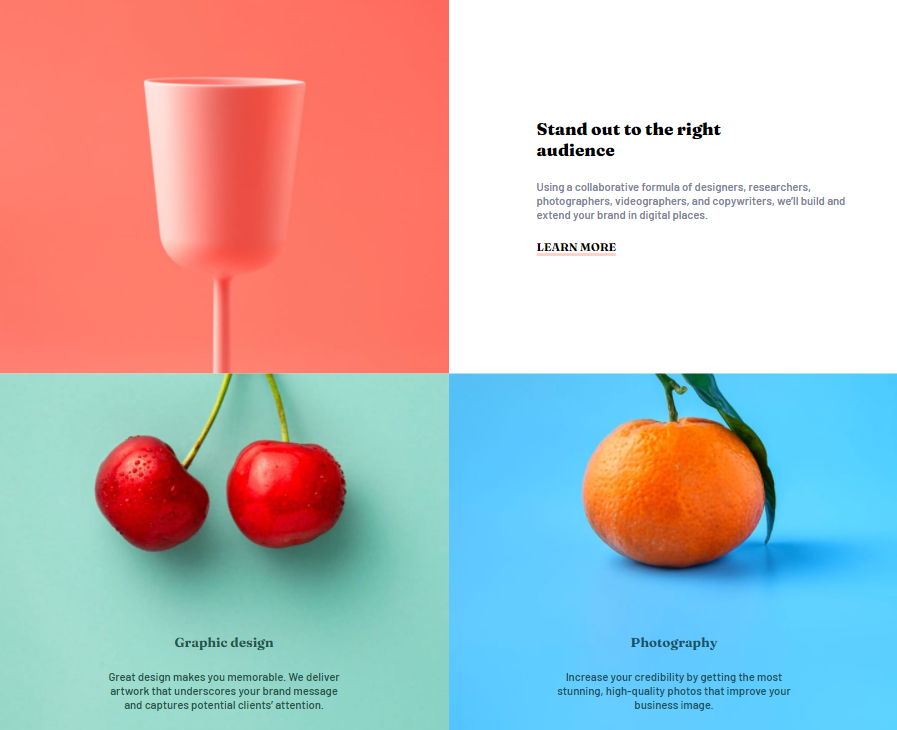 Stand out to the right
audience
Using a collaborative formula of designers, researchers,
photographers, videographers, and copywriters, we'll build and
extend your brand in digital places.
LEARN MORE
Graphic design
Great design makes you memorable. We deliver
artwork that underscores your brand message
and captures potential clients' attention.
Photography
Increase your credibility by getting the most
stunning, high-quality photos that improve your
business image.